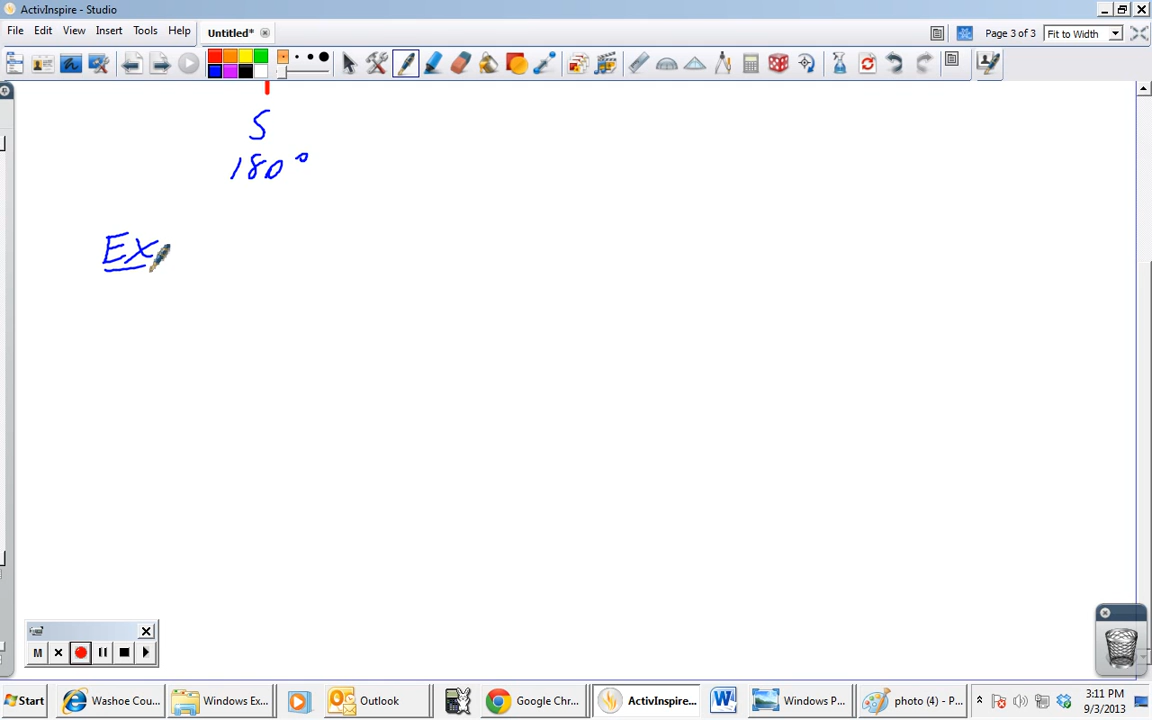 ActivInspire - Studio
File Edit View Insert Tools Help
Untitled*
Page 3 of 3
Fit to Width
S
180°
Ex
M
Start
Washoe Cou...
Windows Ex...
Outlook
Google Chr...
ActivInspire...
Windows P...
photo (4) - P...
3:11 PM
9/3/2013